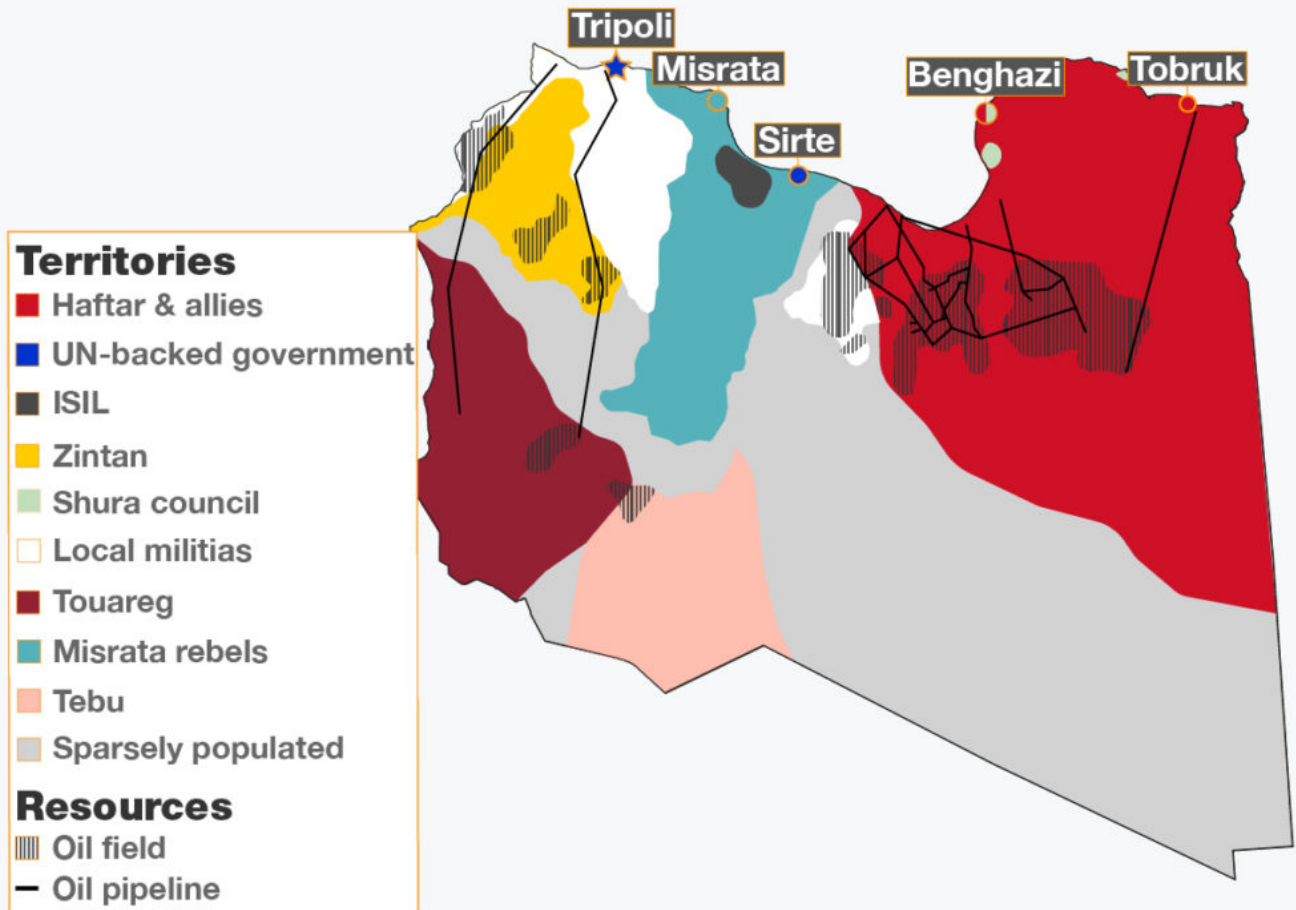 Tripoli
Misrata
Benghazi
Tobruk
Sirte
Territories
Haftar & allies
UN-backed government
ISIL
Zintan
Shura council
Local militias
Touareg
Misrata rebels
Tebu
Sparsely populated
Resources
Oil field
Oil pipeline